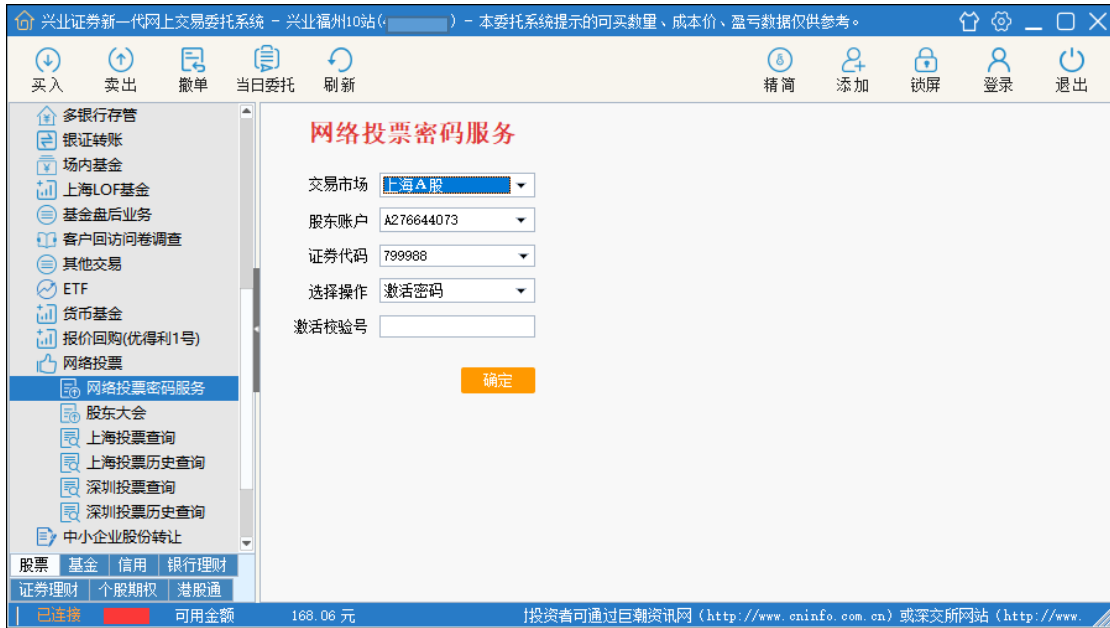 兴业证券新一代网上交易委托系统 - 兴业福州10站( ) - 本委托系统提示的可买数量、成本价、盈亏数据仅供参考。
买入 卖出 撤单 当日委托 刷新 精简 添加 锁屏 登录 退出
多银行存管
银证转账
场内基金
上海LOF基金
基金盘后业务
客户回访问卷调查
其他交易
ETF
货币基金
报价回购(优得利1号)
网络投票
网络投票密码服务
股东大会
上海投票查询
上海投票历史查询
深圳投票查询
深圳投票历史查询
中小企业股份转让
网络投票密码服务
交易市场 上海A股
股东账户 A276644073
证券代码 799988
选择操作 激活密码
激活校验号
确定
股票 基金 信用 银行理财
证券理财 个股期权 港股通
已连接 可用金额 168.06 元 投资者可通过巨潮资讯网（http://www.cninfo.com.cn）或深交所网站（http://www.